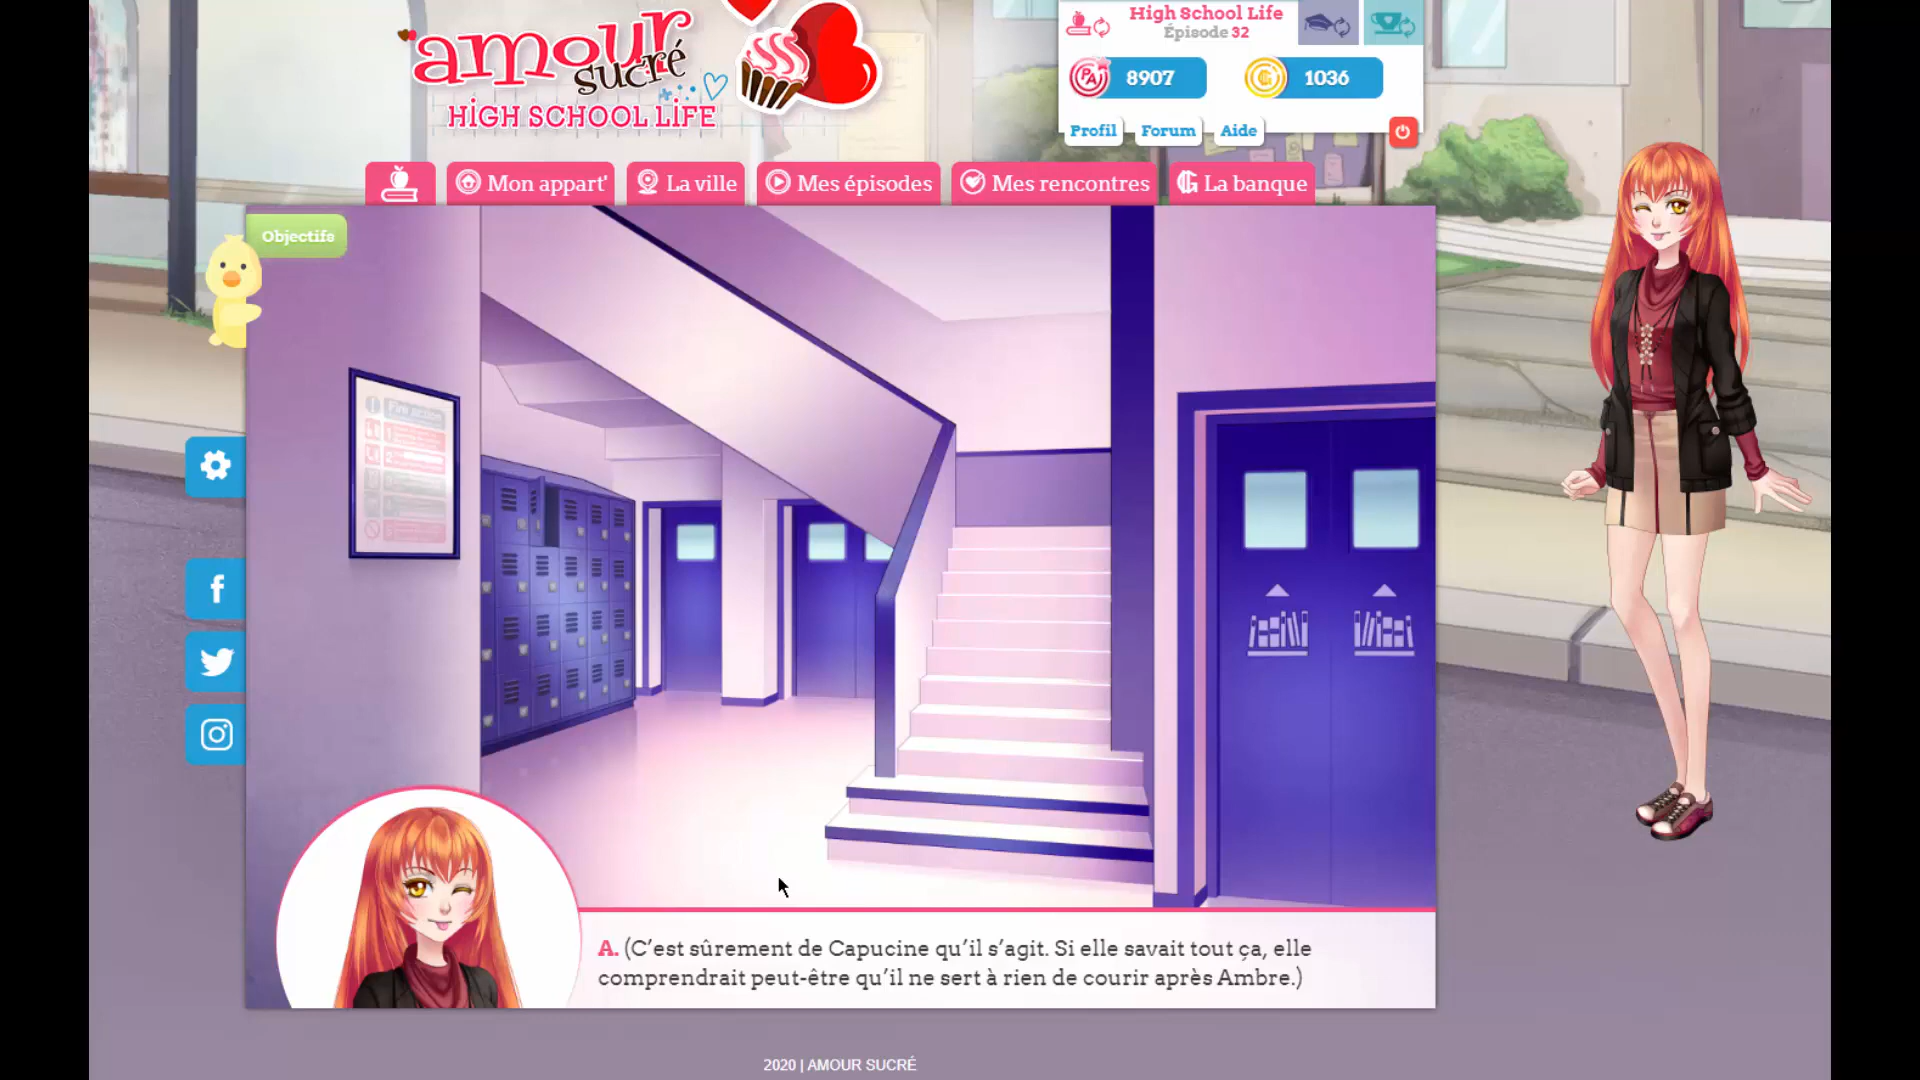 amour
sucré
HIGH SCHOOL LIFE
High School Life
Épisode 32
8907
1036
Profil
Forum
Aide
Mon appart'
La ville
Mes épisodes
Mes rencontres
La banque
Objectifs
A. (C'est sûrement de Capucine qu'il s'agit. Si elle savait tout ça, elle
comprendrait peut-être qu'il ne sert à rien de courir après Ambre.)
2020 | AMOUR SUCRÉ